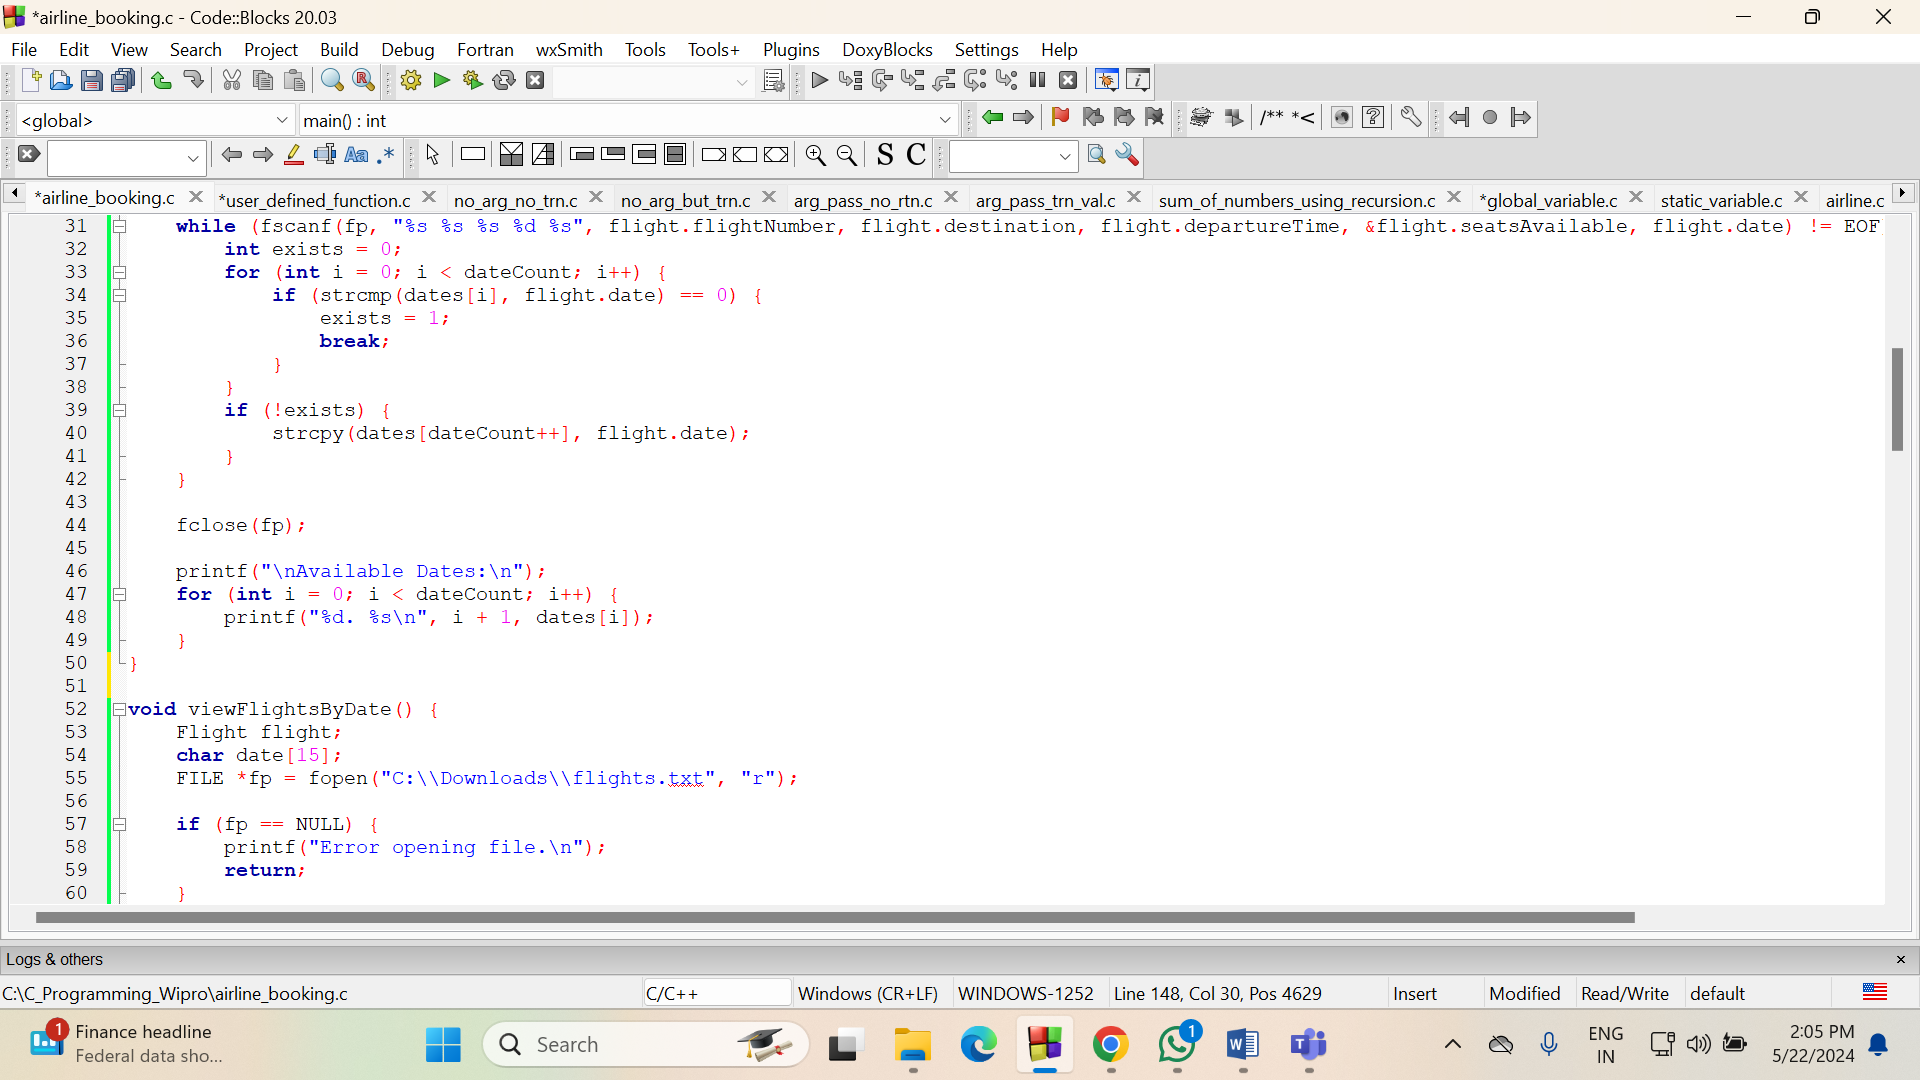 *airline_booking.c - Code::Blocks 20.03
File Edit View Search Project Build Debug Fortran wxSmith Tools Tools+ Plugins DoxyBlocks Settings Help
<global> main() : int /** *<
Aa .* S C
*airline_booking.c *user_defined_function.c no_arg_no_trn.c no_arg_but_trn.c arg_pass_no_rtn.c arg_pass_trn_val.c sum_of_numbers_using_recursion.c *global_variable.c static_variable.c airline.c
31 while (fscanf(fp, "%s %s %s %d %s", flight.flightNumber, flight.destination, flight.departureTime, &flight.seatsAvailable, flight.date) != EOF
32 int exists = 0;
33 for (int i = 0; i < dateCount; i++) {
34 if (strcmp(dates[i], flight.date) == 0) {
35 exists = 1;
36 break;
37 }
38 }
39 if (!exists) {
40 strcpy(dates[dateCount++], flight.date);
41 }
42 }
43
44 fclose(fp);
45
46 printf("\nAvailable Dates:\n");
47 for (int i = 0; i < dateCount; i++) {
48 printf("%d. %s\n", i + 1, dates[i]);
49 }
50 }
51
52 void viewFlightsByDate() {
53 Flight flight;
54 char date[15];
55 FILE *fp = fopen("C:\\Downloads\\flights.txt", "r");
56
57 if (fp == NULL) {
58 printf("Error opening file.\n");
59 return;
60 }
Logs & others
C:\C_Programming_Wipro\airline_booking.c C/C++ Windows (CR+LF) WINDOWS-1252 Line 148, Col 30, Pos 4629 Insert Modified Read/Write default
1 Finance headline
Federal data sho...
Search
1
ENG
IN
2:05 PM
5/22/2024